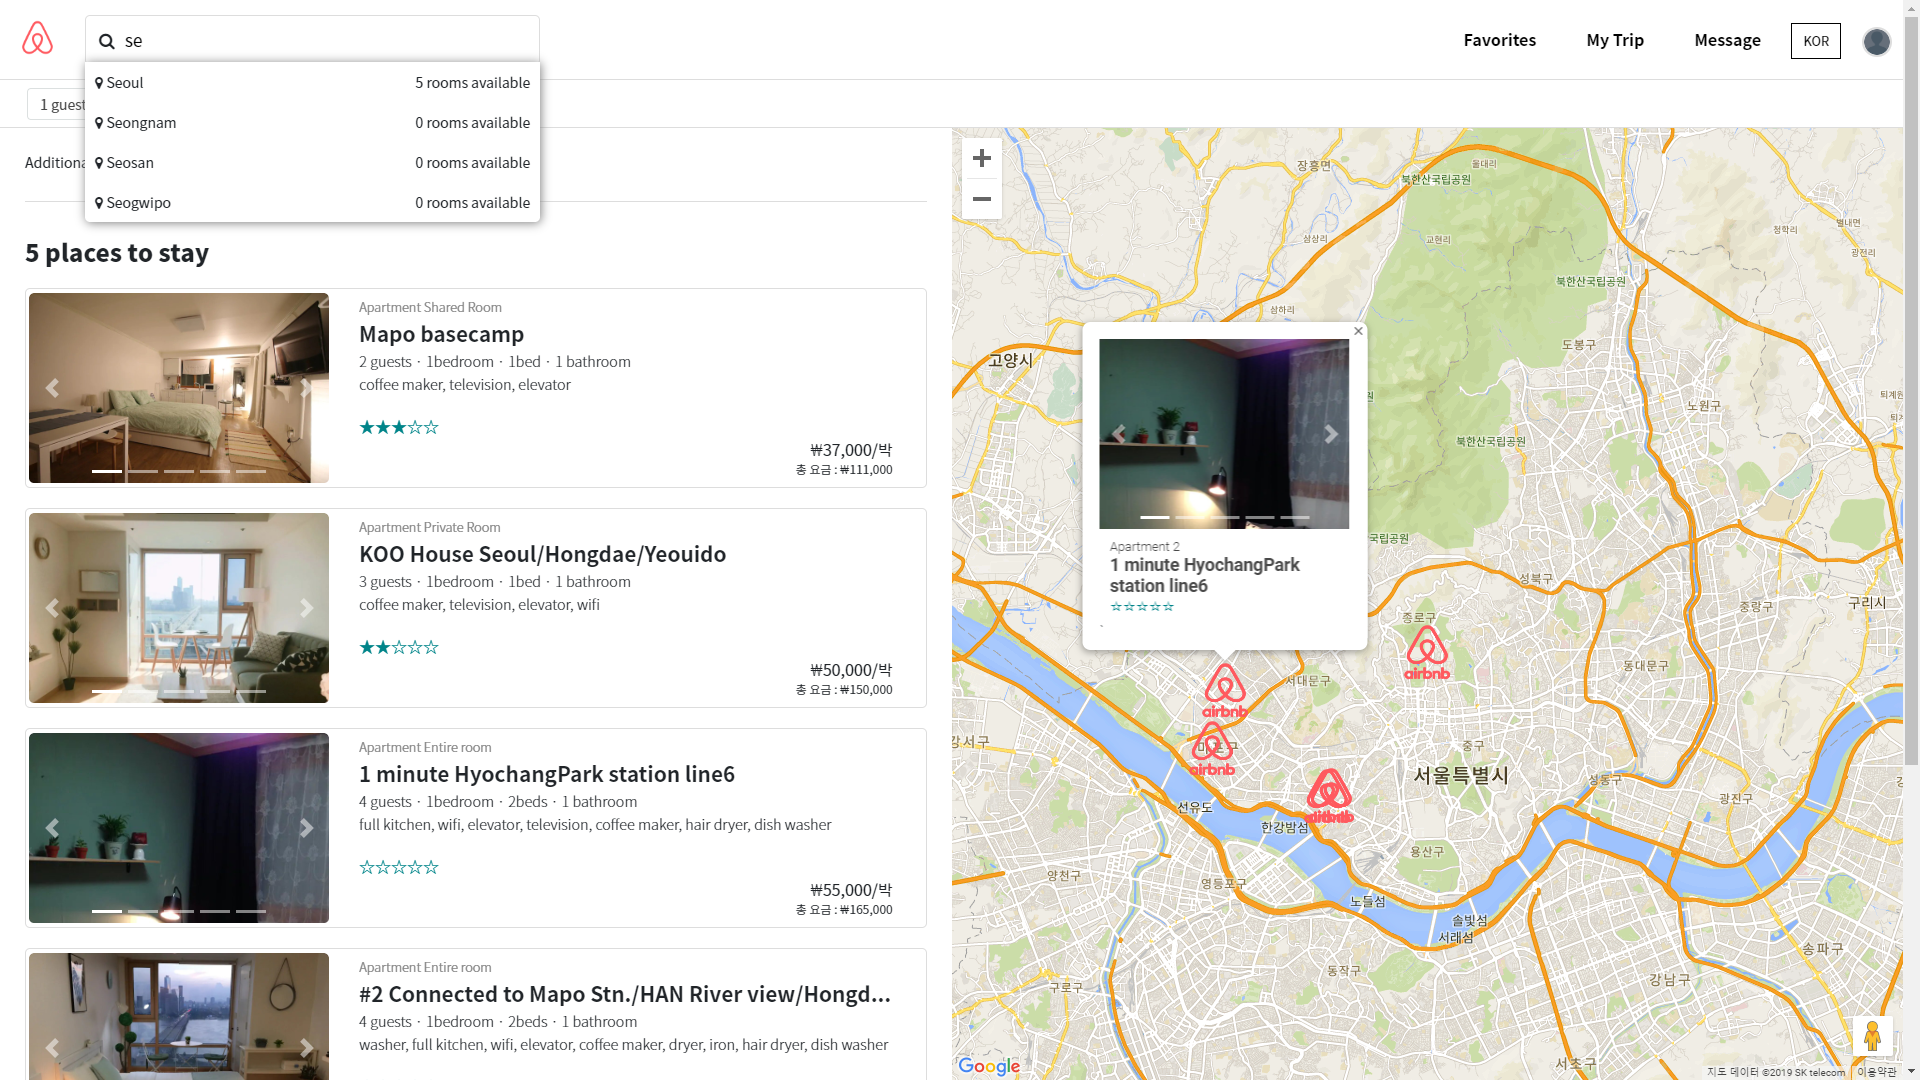 se
Favorites
My Trip
Message
KOR
Seoul 5 rooms available
Seongnam 0 rooms available
Seosan 0 rooms available
Seogwipo 0 rooms available
1 guest
Additiona
5 places to stay
Apartment Shared Room
Mapo basecamp
2 guests · 1bedroom · 1bed · 1 bathroom
coffee maker, television, elevator
★★★☆☆
₩37,000/박
총 요금 : ₩111,000
Apartment Private Room
KOO House Seoul/Hongdae/Yeouido
3 guests · 1bedroom · 1bed · 1 bathroom
coffee maker, television, elevator, wifi
★★☆☆☆
₩50,000/박
총 요금 : ₩150,000
Apartment Entire room
1 minute HyochangPark station line6
4 guests · 1bedroom · 2beds · 1 bathroom
full kitchen, wifi, elevator, television, coffee maker, hair dryer, dish washer
☆☆☆☆☆
₩55,000/박
총 요금 : ₩165,000
Apartment Entire room
#2 Connected to Mapo Stn./HAN River view/Hongd...
4 guests · 1bedroom · 2beds · 1 bathroom
washer, full kitchen, wifi, elevator, coffee maker, dryer, iron, hair dryer, dish washer
장흥면
울대리
북한산국립공원
별내면
정학리
삼상리
교현리
광전리
북한산국립공원
삼하리
고양시
도봉구
퇴계원
노원구
북한산국립공원
국립공원
Apartment 2
1 minute HyochangPark
station line6
☆☆☆☆☆
성북구
종로구
중랑구
구리시
airbnb
서대문구
동대문구
airbnb
강서구
마포구
airbnb
중구
서울특별시
성동구
선유도
광진구
airbnb
한강밤섬
용산구
양천구
영등포구
노들섬
솔빛섬
서래섬
송파구
동작구
구로구
강남구
서초구
Google
지도 데이터 ©2019 SK telecom
이용약관